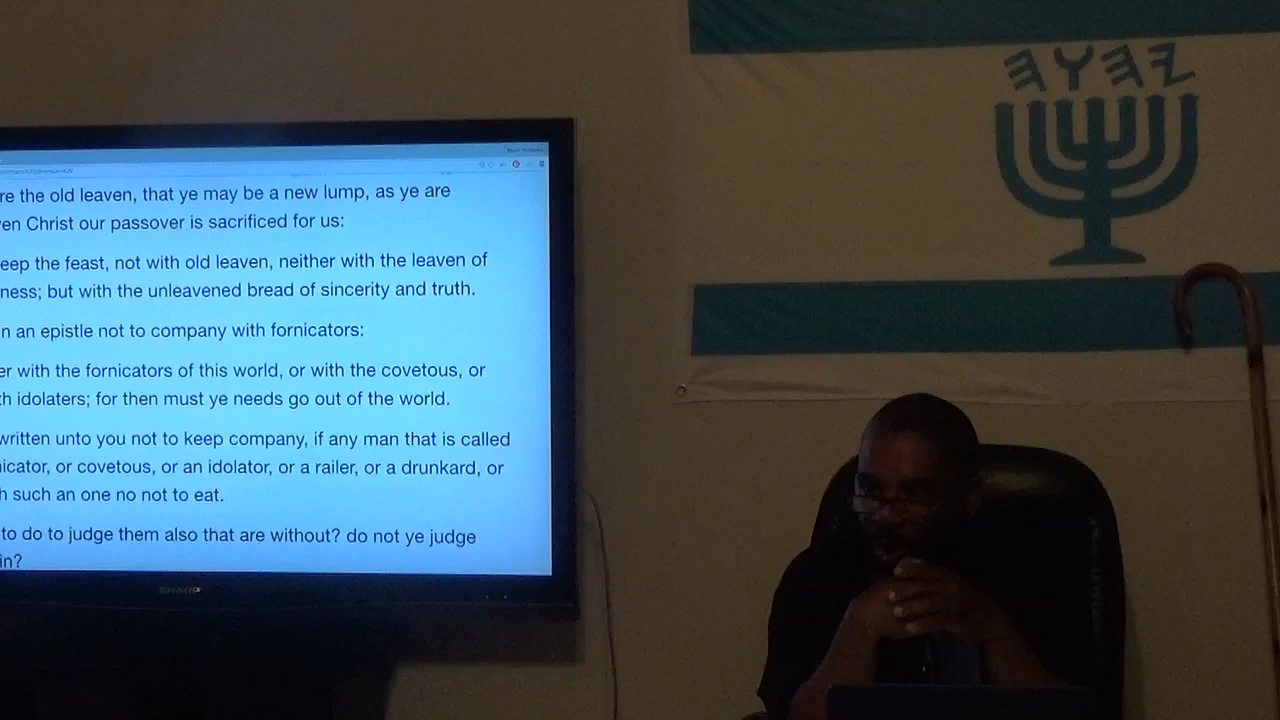 re the old leaven, that ye may be a new lump, as ye are
en Christ our passover is sacrificed for us:
eep the feast, not with old leaven, neither with the leaven of
ness; but with the unleavened bread of sincerity and truth.
n an epistle not to company with fornicators:
er with the fornicators of this world, or with the covetous, or
th idolaters; for then must ye needs go out of the world.
written unto you not to keep company, if any man that is called
nicator, or covetous, or an idolator, or a railer, or a drunkard, or
h such an one no not to eat.
to do to judge them also that are without? do not ye judge
in?
SHARP
𐤉𐤄𐤅𐤄